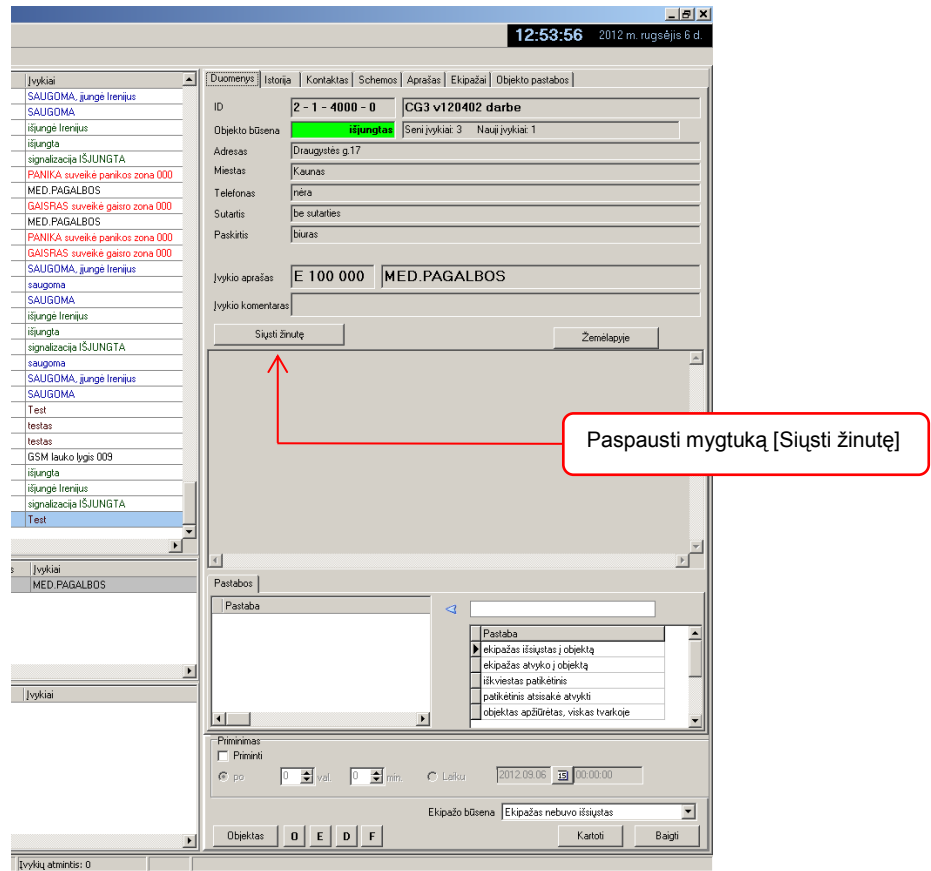 12:53:56 2012 m. rugsėjis 6 d.
Įvykiai
SAUGOMA, įjungė Irenijus
SAUGOMA
išjungė Irenijus
išjungta
signalizacija IŠJUNGTA
PANIKA suveikė panikos zona 000
MED.PAGALBOS
GAISRAS suveikė gaisro zona 000
MED.PAGALBOS
PANIKA suveikė panikos zona 000
GAISRAS suveikė gaisro zona 000
SAUGOMA, įjungė Irenijus
saugoma
SAUGOMA
išjungė Irenijus
išjungta
signalizacija IŠJUNGTA
saugoma
SAUGOMA, įjungė Irenijus
SAUGOMA
Test
testas
testas
GSM lauko lygis 009
išjungta
išjungė Irenijus
signalizacija IŠJUNGTA
Test
Įvykiai
MED.PAGALBOS
Įvykiai
Įvykių atmintis: 0
Duomenys Istorija Kontaktas Schemos Aprašas Ekipažai Objekto pastabos
ID 2 - 1 - 4000 - 0 CG3 v120402 darbe
Objekto būsena išjungtas Seni įvykiai: 3 Nauji įvykiai: 1
Adresas Draugystės g.17
Miestas Kaunas
Telefonas nėra
Sutartis be sutarties
Paskirtis biuras
Įvykio aprašas E 100 000 MED.PAGALBOS
Įvykio komentaras
Siųsti žinutę Žemėlapyje
Paspausti mygtuką [Siųsti žinutę]
Pastabos
Pastaba
Pastaba
ekipažas išsiųstas į objektą
ekipažas atvyko į objektą
iškviestas patikėtinis
patikėtinis atsisakė atvykti
objektas apžiūrėtas, viskas tvarkoje
Priminimas
Priminti
po 0 val. 0 min. Laiku 2012.09.06 15 00:00:00
Ekipažo būsena Ekipažas nebuvo išsiųstas
Objektas O E D F Kartoti Baigti